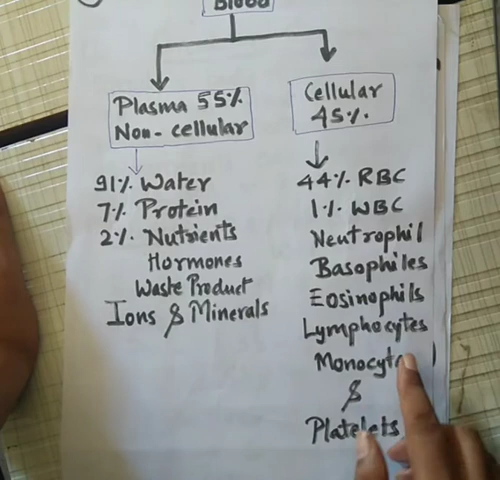 Blood
Plasma 55%
Non-cellular
91% Water
7% Protein
2% Nutrients
Hormones
Waste Product
Ions & Minerals
Cellular
45%.
44% RBC
1% WBC
Neutrophil
Basophiles
Eosinophils
Lymphocytes
Monocyte
&
Platelets